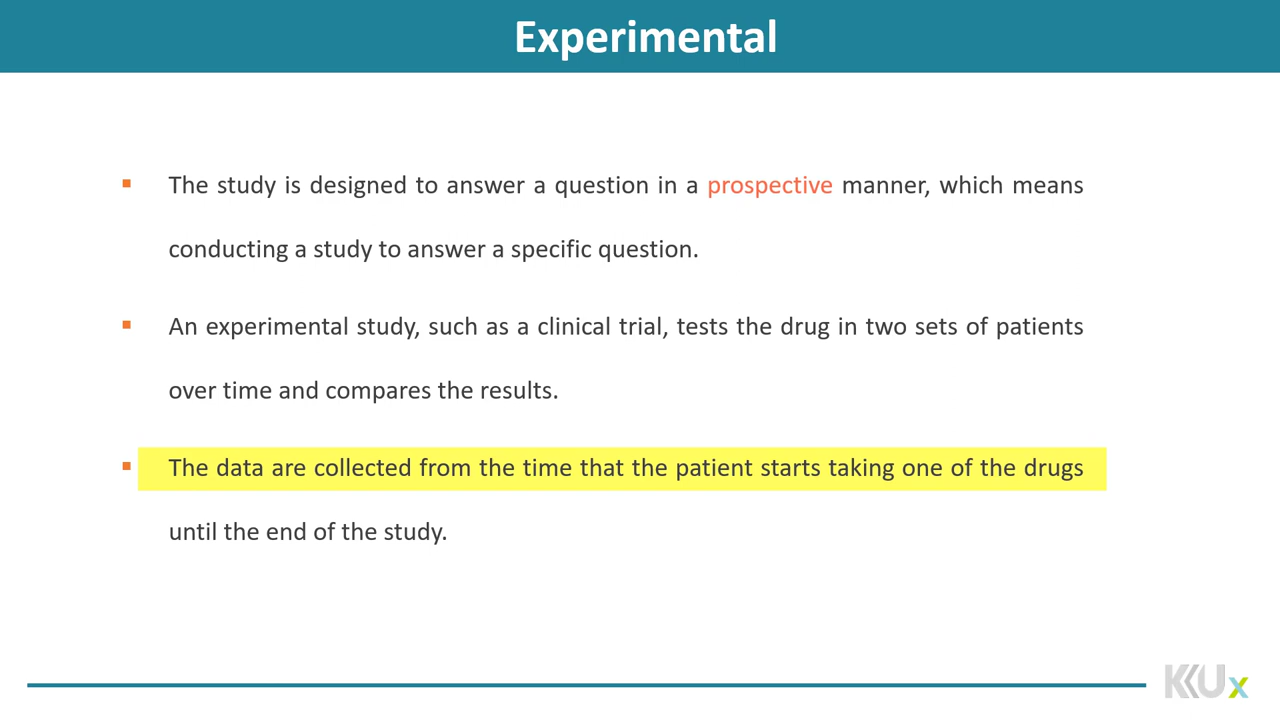 Experimental
The study is designed to answer a question in a prospective manner, which means
conducting a study to answer a specific question.
An experimental study, such as a clinical trial, tests the drug in two sets of patients
over time and compares the results.
The data are collected from the time that the patient starts taking one of the drugs
until the end of the study.
KKUx